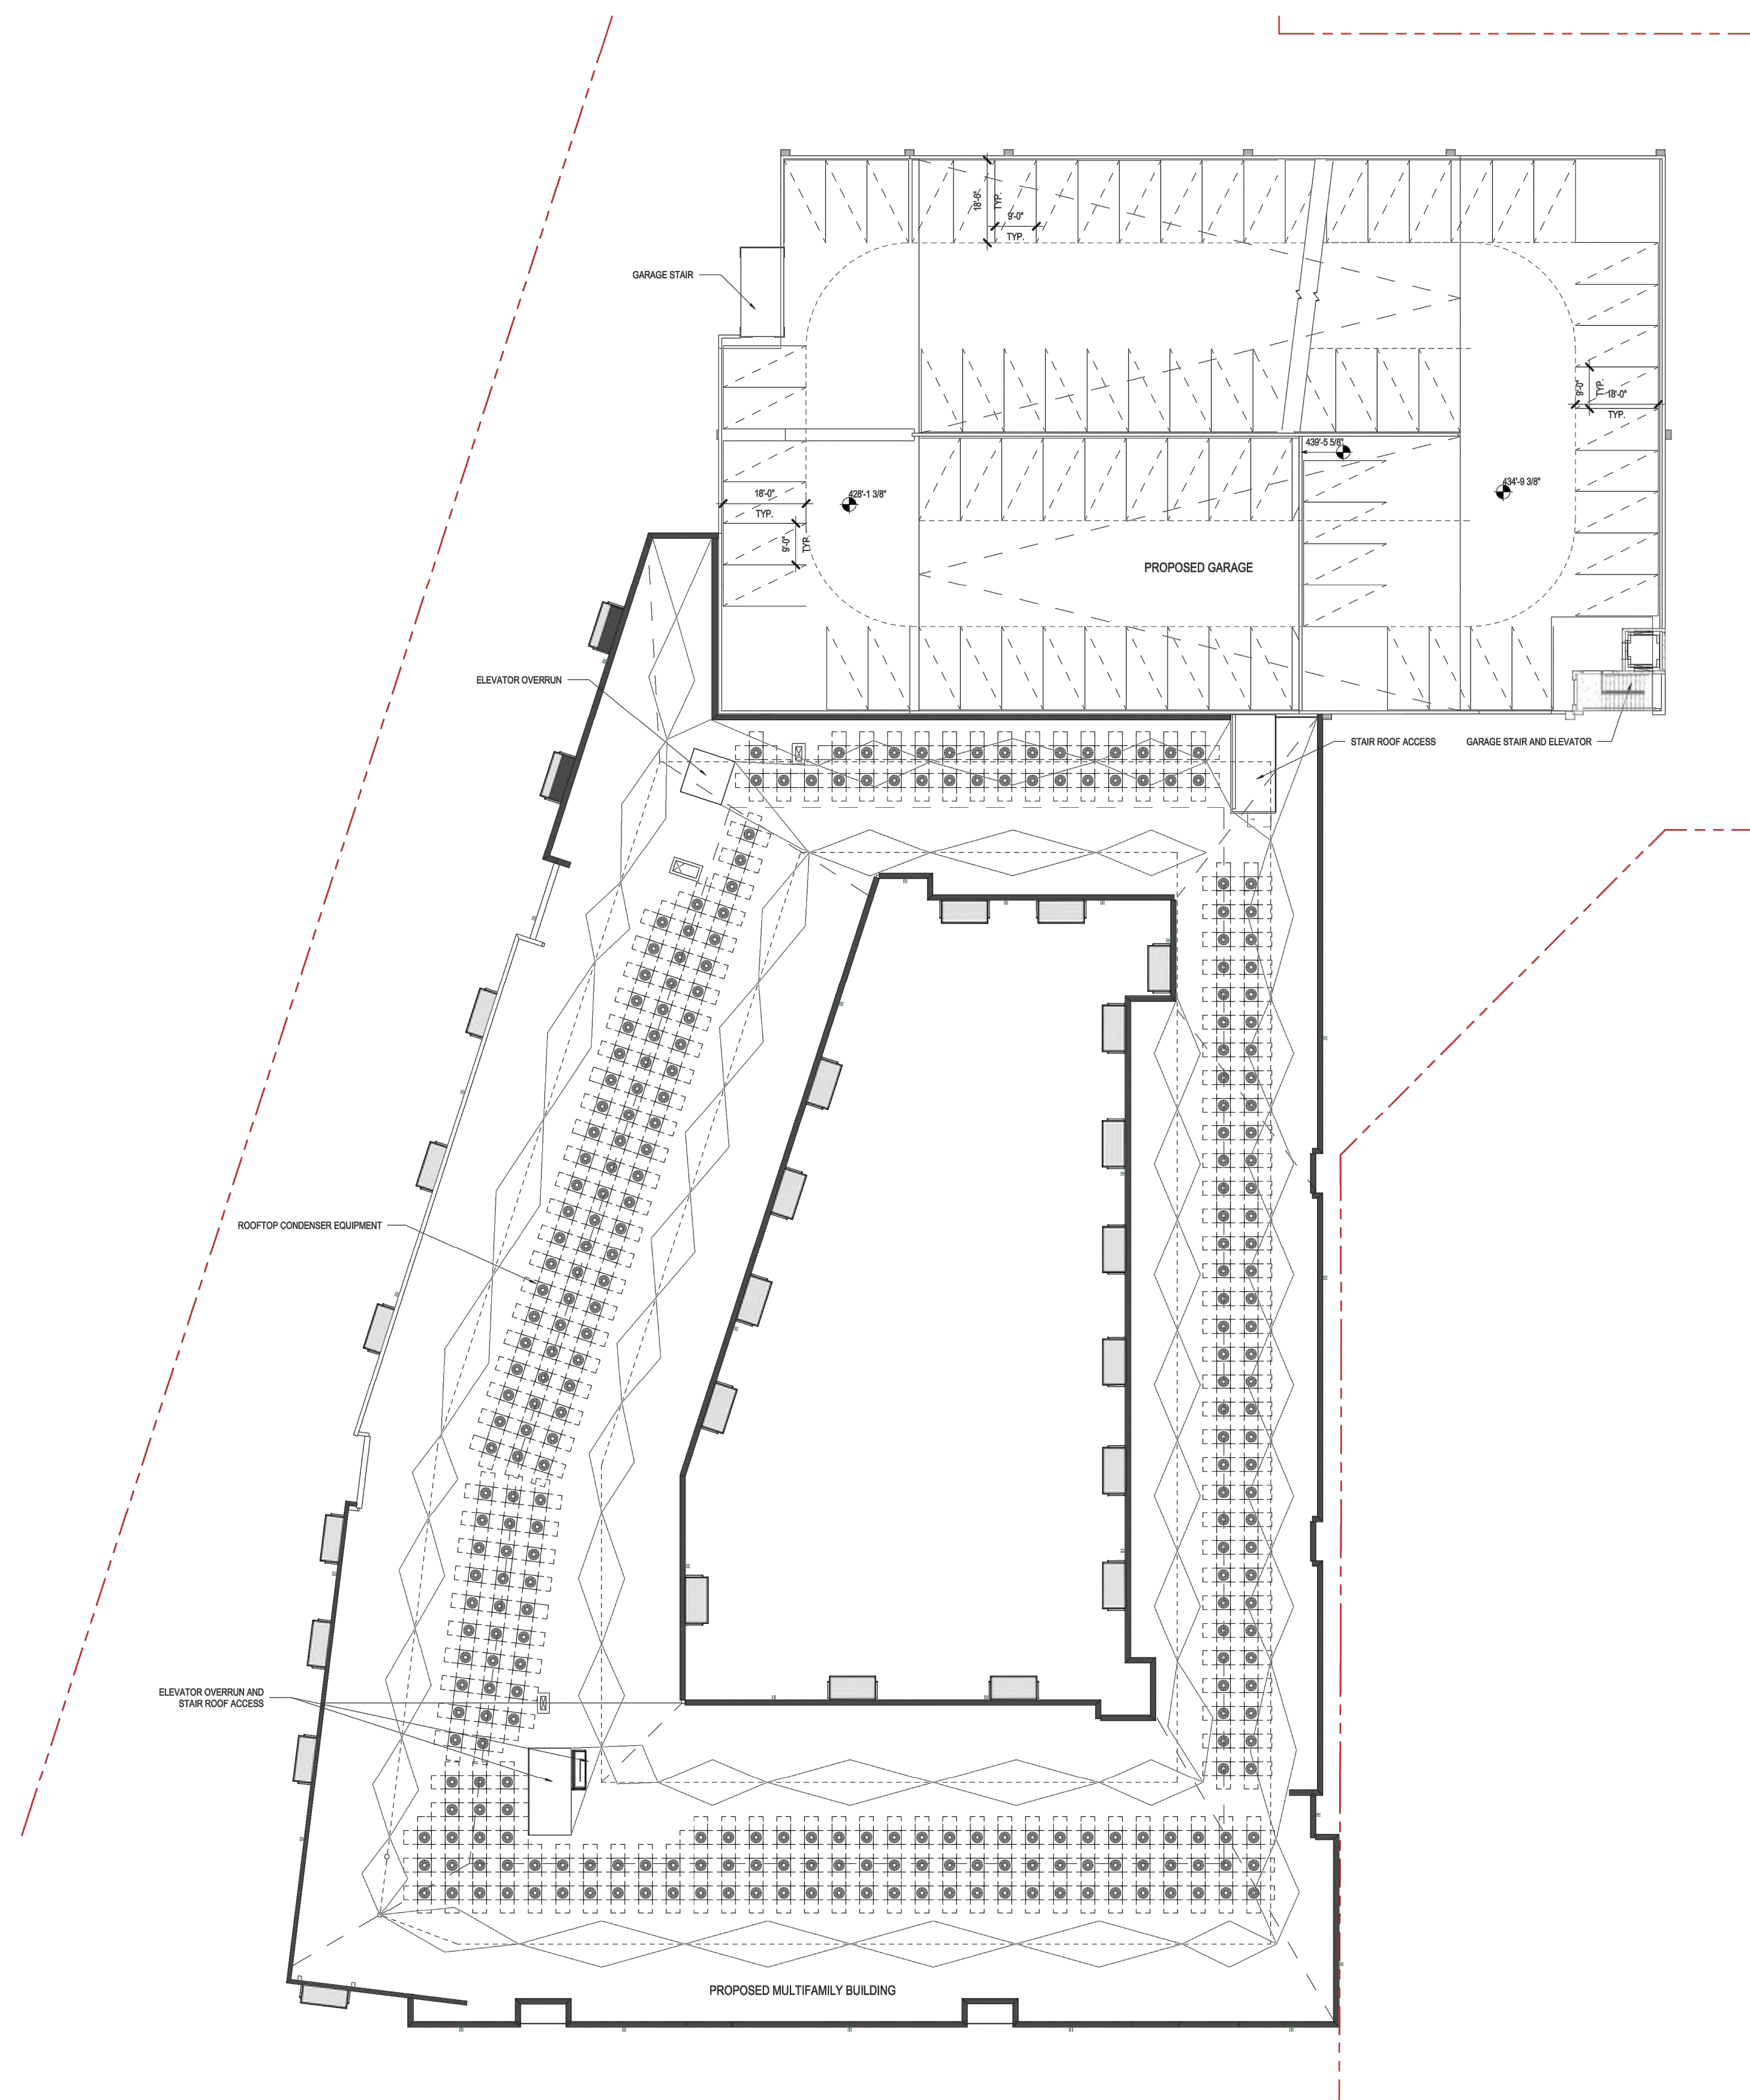 18'-6"
TYP.
9'-0"
TYP.
GARAGE STAIR
9'-0"
TYP.
18'-0"
TYP.
439'-5 5/8"
434'-9 3/8"
18'-0"
TYP.
428'-1 3/8"
9'-0"
TYP.
PROPOSED GARAGE
ELEVATOR OVERRUN
STAIR ROOF ACCESS
GARAGE STAIR AND ELEVATOR
ROOFTOP CONDENSER EQUIPMENT
ELEVATOR OVERRUN AND
STAIR ROOF ACCESS
PROPOSED MULTIFAMILY BUILDING